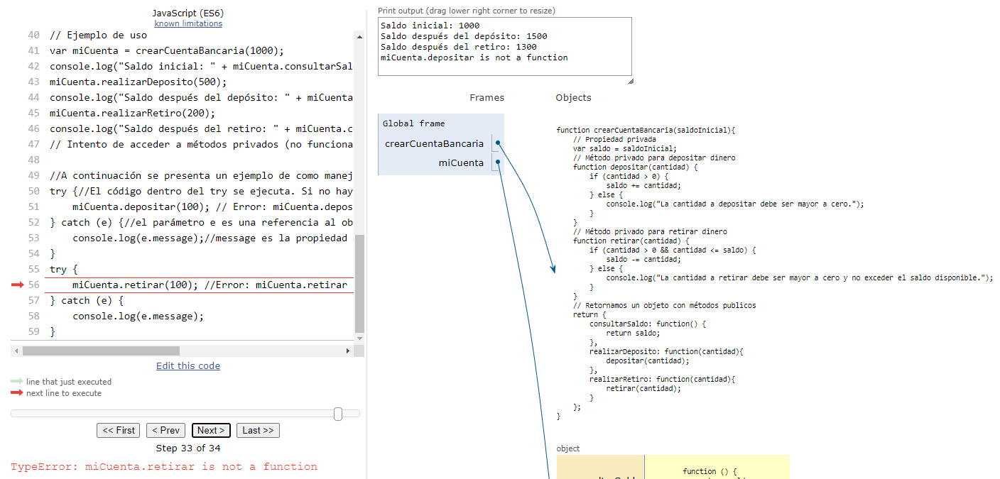 JavaScript (ES6)
known limitations
40 // Ejemplo de uso
41 var miCuenta = crearCuentaBancaria(1000);
42 console.log("Saldo inicial: " + miCuenta.consultarSal
43 miCuenta.realizarDeposito(500);
44 console.log("Saldo después del depósito: " + miCuenta
45 miCuenta.realizarRetiro(200);
46 console.log("Saldo después del retiro: " + miCuenta.c
47 // Intento de acceder a métodos privados (no funciona
48
49 //A continuación se presenta un ejemplo de como manej
50 try {//El código dentro del try se ejecuta. Si no hay
51     miCuenta.depositar(100); // Error: miCuenta.depos
52 } catch (e) {//el parámetro e es una referencia al ob
53     console.log(e.message);//message es la propiedad
54 }
55 try {
56     miCuenta.retirar(100); //Error: miCuenta.retirar
57 } catch (e) {
58     console.log(e.message);
59 }
Edit this code
line that just executed
next line to execute
<< First < Prev Next > Last >>
Step 33 of 34
TypeError: miCuenta.retirar is not a function
Print output (drag lower right corner to resize)
Saldo inicial: 1000
Saldo después del depósito: 1500
Saldo después del retiro: 1300
miCuenta.depositar is not a function
Frames Objects
Global frame
crearCuentaBancaria
miCuenta
function crearCuentaBancaria(saldoInicial){
    // Propiedad privada
    var saldo = saldoInicial;
    // Método privado para depositar dinero
    function depositar(cantidad) {
        if (cantidad > 0) {
            saldo += cantidad;
        } else {
            console.log("La cantidad a depositar debe ser mayor a cero.");
        }
    }
    // Método privado para retirar dinero
    function retirar(cantidad) {
        if (cantidad > 0 && cantidad <= saldo) {
            saldo -= cantidad;
        } else {
            console.log("La cantidad a retirar debe ser mayor a cero y no exceder el saldo disponible.");
        }
    }
    // Retornamos un objeto con métodos publicos
    return {
        consultarSaldo: function() {
            return saldo;
        },
        realizarDeposito: function(cantidad){
            depositar(cantidad);
        },
        realizarRetiro: function(cantidad){
            retirar(cantidad);
        }
    };
}
object
function () {